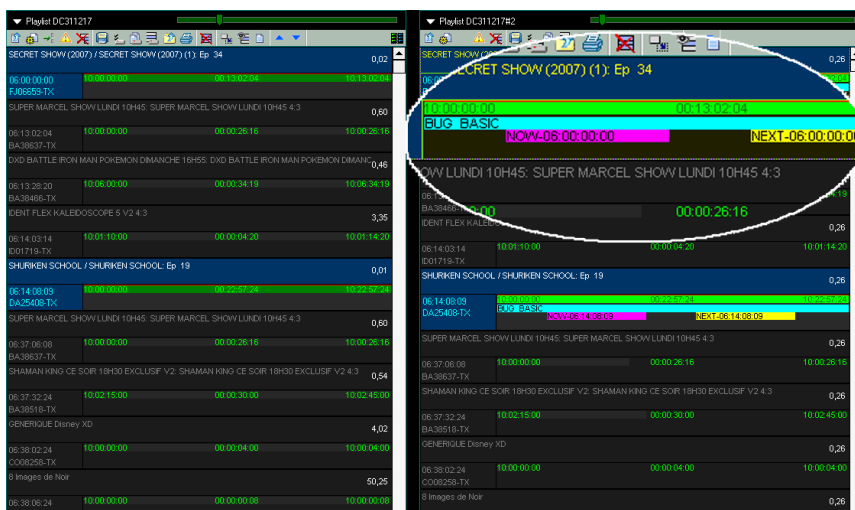 Playlist DC311217
SECRET SHOW (2007) / SECRET SHOW (2007) (1): Ep 34
0,02
06:00:00:00 10:00:00:00 00:13:02:04 10:13:02:04
FJ06659-TX
SUPER MARCEL SHOW LUNDI 10H45: SUPER MARCEL SHOW LUNDI 10H45 4:3
0,60
06:13:02:04 10:00:00:00 00:00:26:16 10:00:26:16
BA38637-TX
DXD BATTLE IRON MAN POKEMON DIMANCHE 16H55: DXD BATTLE IRON MAN POKEMON DIMANC
0,46
06:13:28:20 10:06:00:00 00:00:34:19 10:06:34:19
BA38466-TX
IDENT FLEX KALEIDOSCOPE 5 V2 4:3
3,35
06:14:03:14 10:01:10:00 00:00:04:20 10:01:14:20
ID01719-TX
SHURIKEN SCHOOL / SHURIKEN SCHOOL: Ep 19
0,01
06:14:08:09 10:00:00:00 00:22:57:24 10:22:57:24
DA25408-TX
SUPER MARCEL SHOW LUNDI 10H45: SUPER MARCEL SHOW LUNDI 10H45 4:3
0,60
06:37:06:08 10:00:00:00 00:00:26:16 10:00:26:16
BA38637-TX
SHAMAN KING CE SOIR 18H30 EXCLUSIF V2: SHAMAN KING CE SOIR 18H30 EXCLUSIF V2 4:3
0,54
06:37:32:24 10:02:15:00 00:00:30:00 10:02:45:00
BA38518-TX
GENERIQUE Disney XD
4,02
06:38:02:24 10:00:00:00 00:00:04:00 10:00:04:00
CO08258-TX
8 Images de Noir
50,25
06:38:06:24 10:00:00:00 00:00:00:08 10:00:00:08
Playlist DC311217#2
SECRET SHOW (20
0,26
CRET SHOW (2007) (1): Ep 34
06:00
10:00:00:00 00:13:02:04
BUG BASIC
NOW-06:00:00:00 NEXT-06:00:00:0
OW LUNDI 10H45: SUPER MARCEL SHOW LUNDI 10H45 4:3
BA38466-
00:00:26:16
IDENT FLEX KALEID
0,26
06:14:03:14 10:01:10:00 00:00:04:20 10:01:14:20
ID01719-TX
SHURIKEN SCHOOL / SHURIKEN SCHOOL: Ep 19
0,26
06:14:08:09 10:00:00:00 00:22:57:24 10:22:57:24
DA25408-TX BUG BASIC
NOW-06:14:08:09 NEXT-06:14:08:09
SUPER MARCEL SHOW LUNDI 10H45: SUPER MARCEL SHOW LUNDI 10H45 4:3
0,26
06:37:06:08 10:00:00:00 00:00:26:16 10:00:26:16
BA38637-TX
SHAMAN KING CE SOIR 18H30 EXCLUSIF V2: SHAMAN KING CE SOIR 18H30 EXCLUSIF V2 4:3
0,26
06:37:32:24 10:02:15:00 00:00:30:00 10:02:45:00
BA38518-TX
GENERIQUE Disney XD
0,26
06:38:02:24 10:00:00:00 00:00:04:00 10:00:04:00
CO08258-TX
8 Images de Noir
0,26